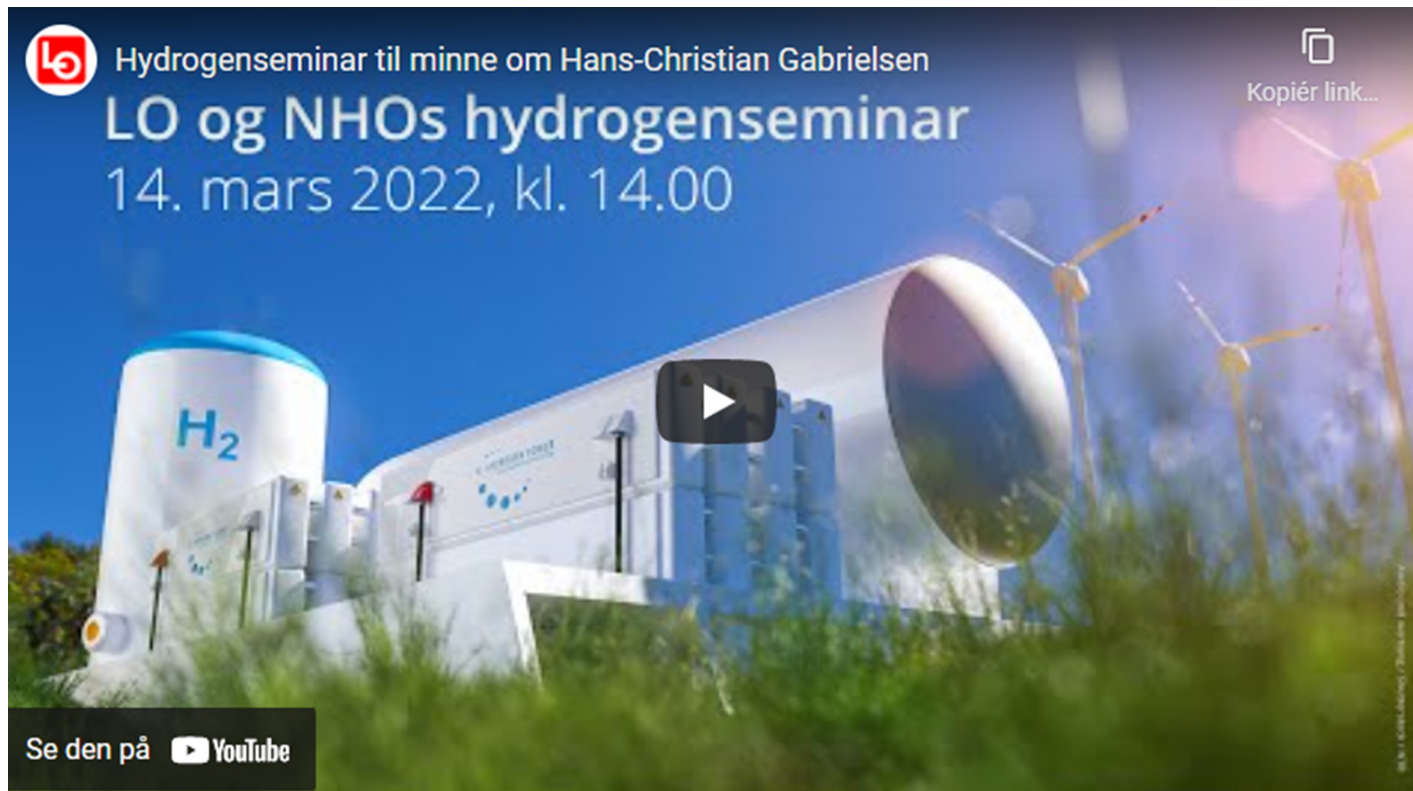 LO
Hydrogenseminar til minne om Hans-Christian Gabrielsen
Kopiér link...
LO og NHOs hydrogenseminar
14. mars 2022, kl. 14.00
H2
Se den på YouTube